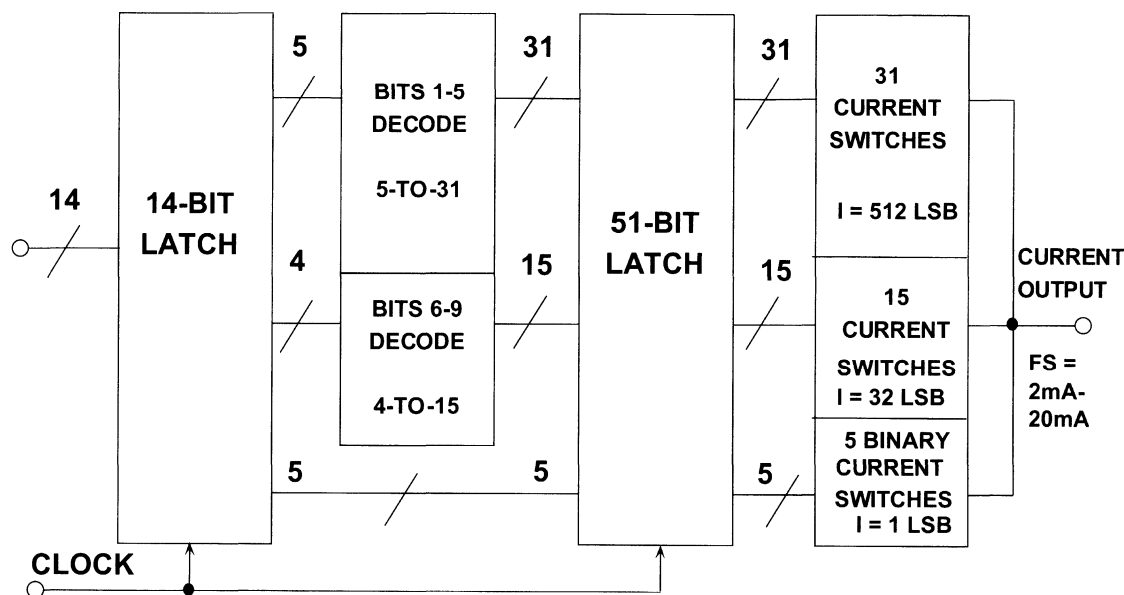 5
31
31
BITS 1-5
DECODE
5-TO-31
31
CURRENT
SWITCHES
I = 512 LSB
14
14-BIT
LATCH
51-BIT
LATCH
4
15
15
BITS 6-9
DECODE
4-TO-15
15
CURRENT
SWITCHES
I = 32 LSB
CURRENT
OUTPUT
FS =
2mA-
20mA
5
5
5
5 BINARY
CURRENT
SWITCHES
I = 1 LSB
CLOCK